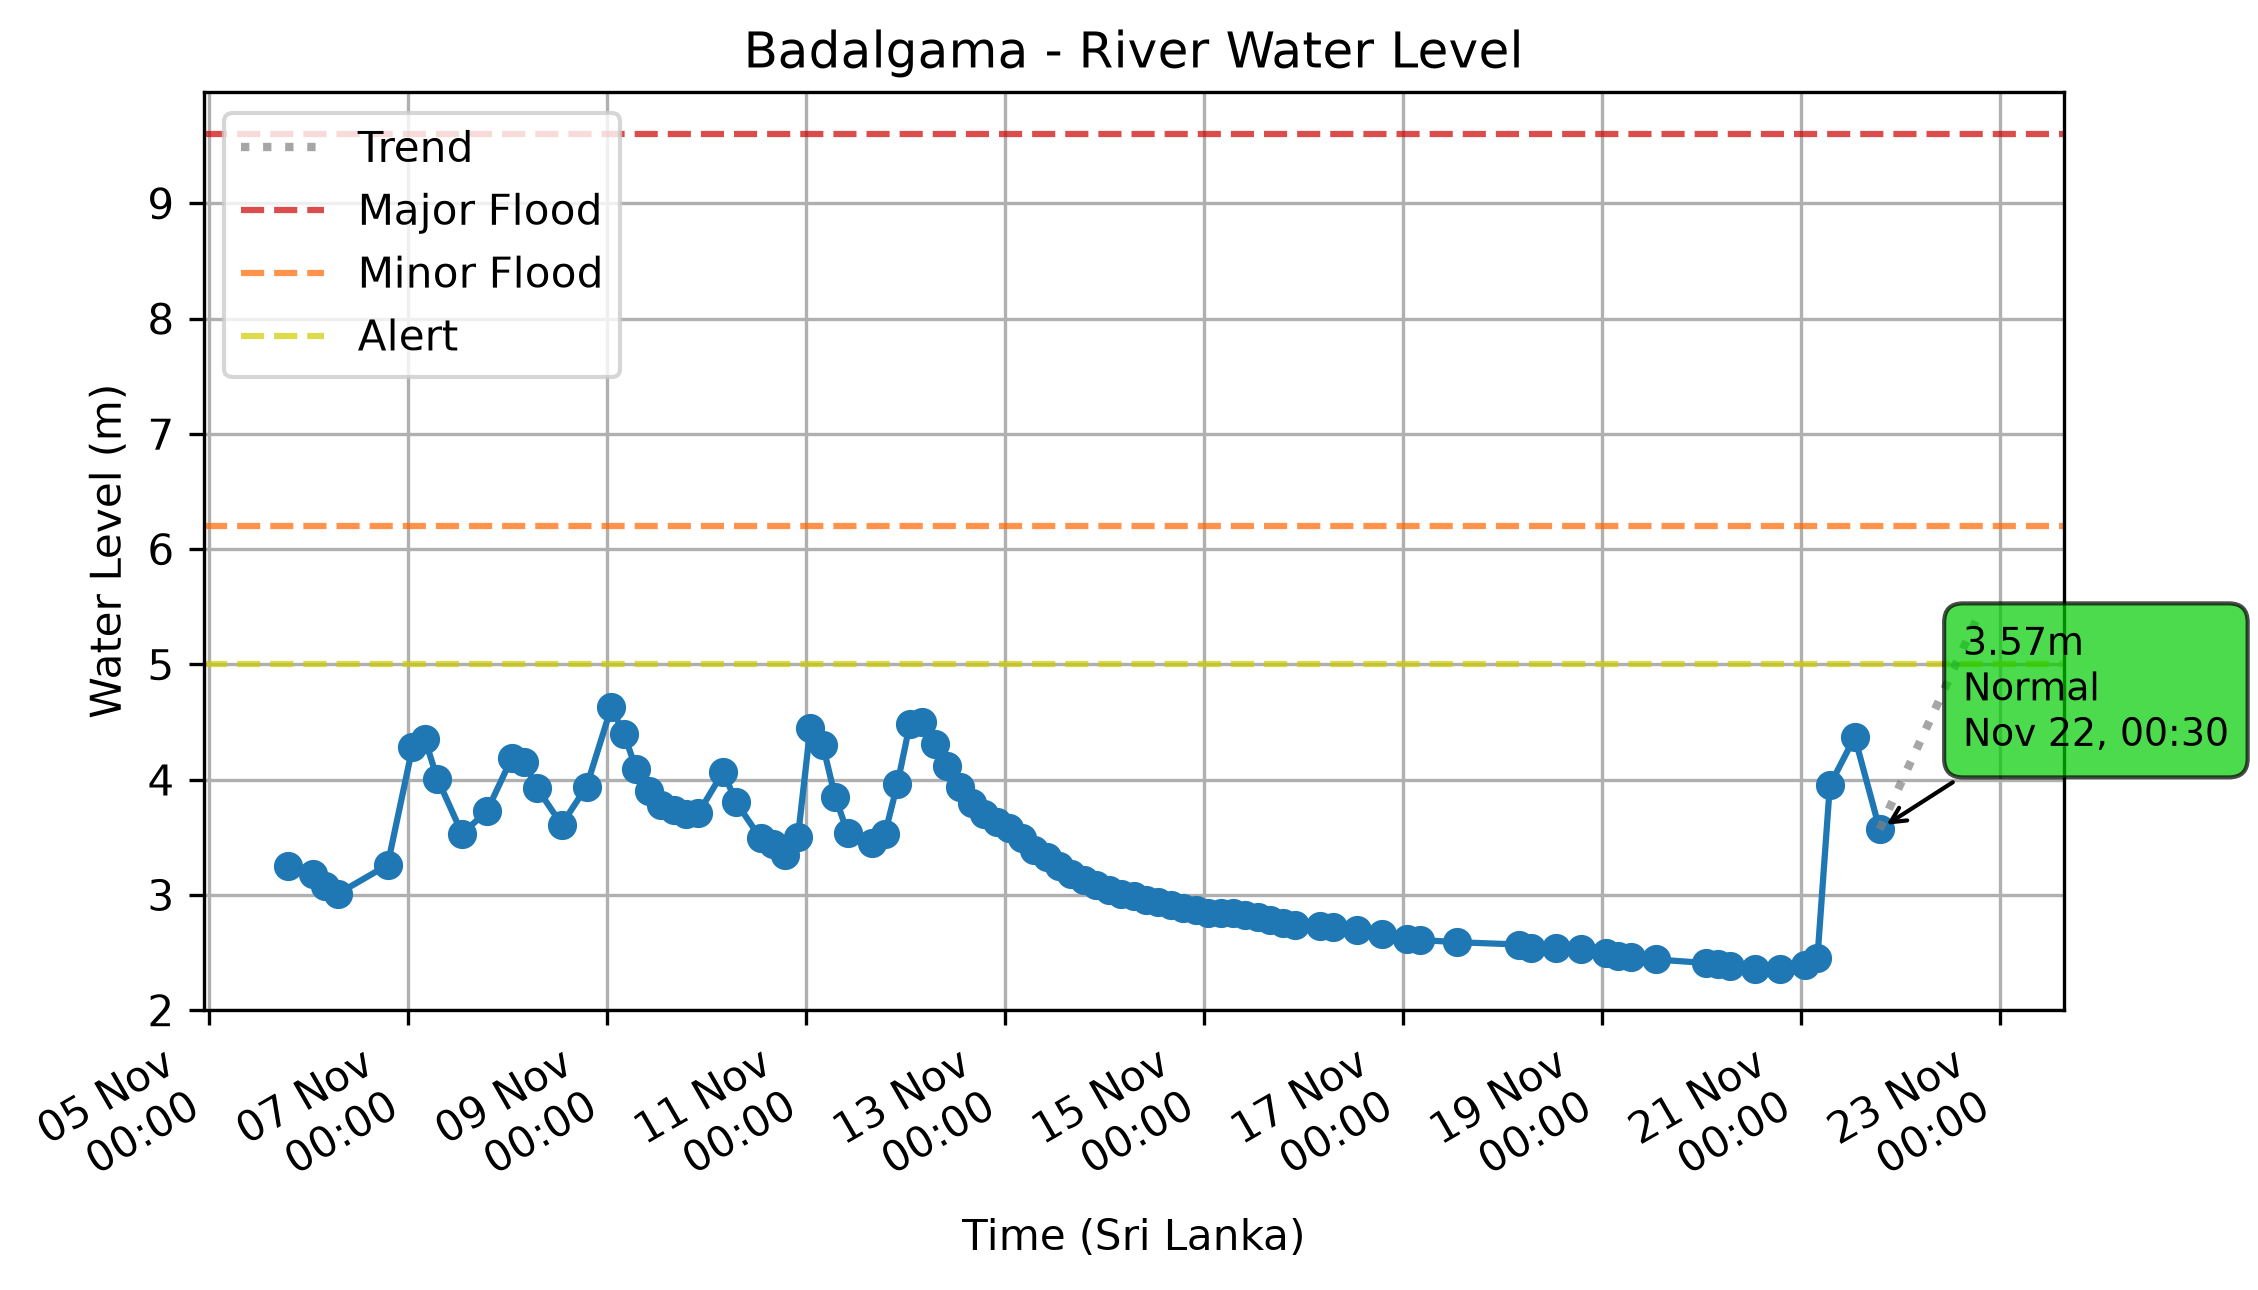 Badalgama - River Water Level
Trend
Major Flood
Minor Flood
Alert
Water Level (m)
9
8
7
6
5
4
3
2
3.57m
Normal
Nov 22, 00:30
05 Nov
00:00
07 Nov
00:00
09 Nov
00:00
11 Nov
00:00
13 Nov
00:00
15 Nov
00:00
17 Nov
00:00
19 Nov
00:00
21 Nov
00:00
23 Nov
00:00
Time (Sri Lanka)